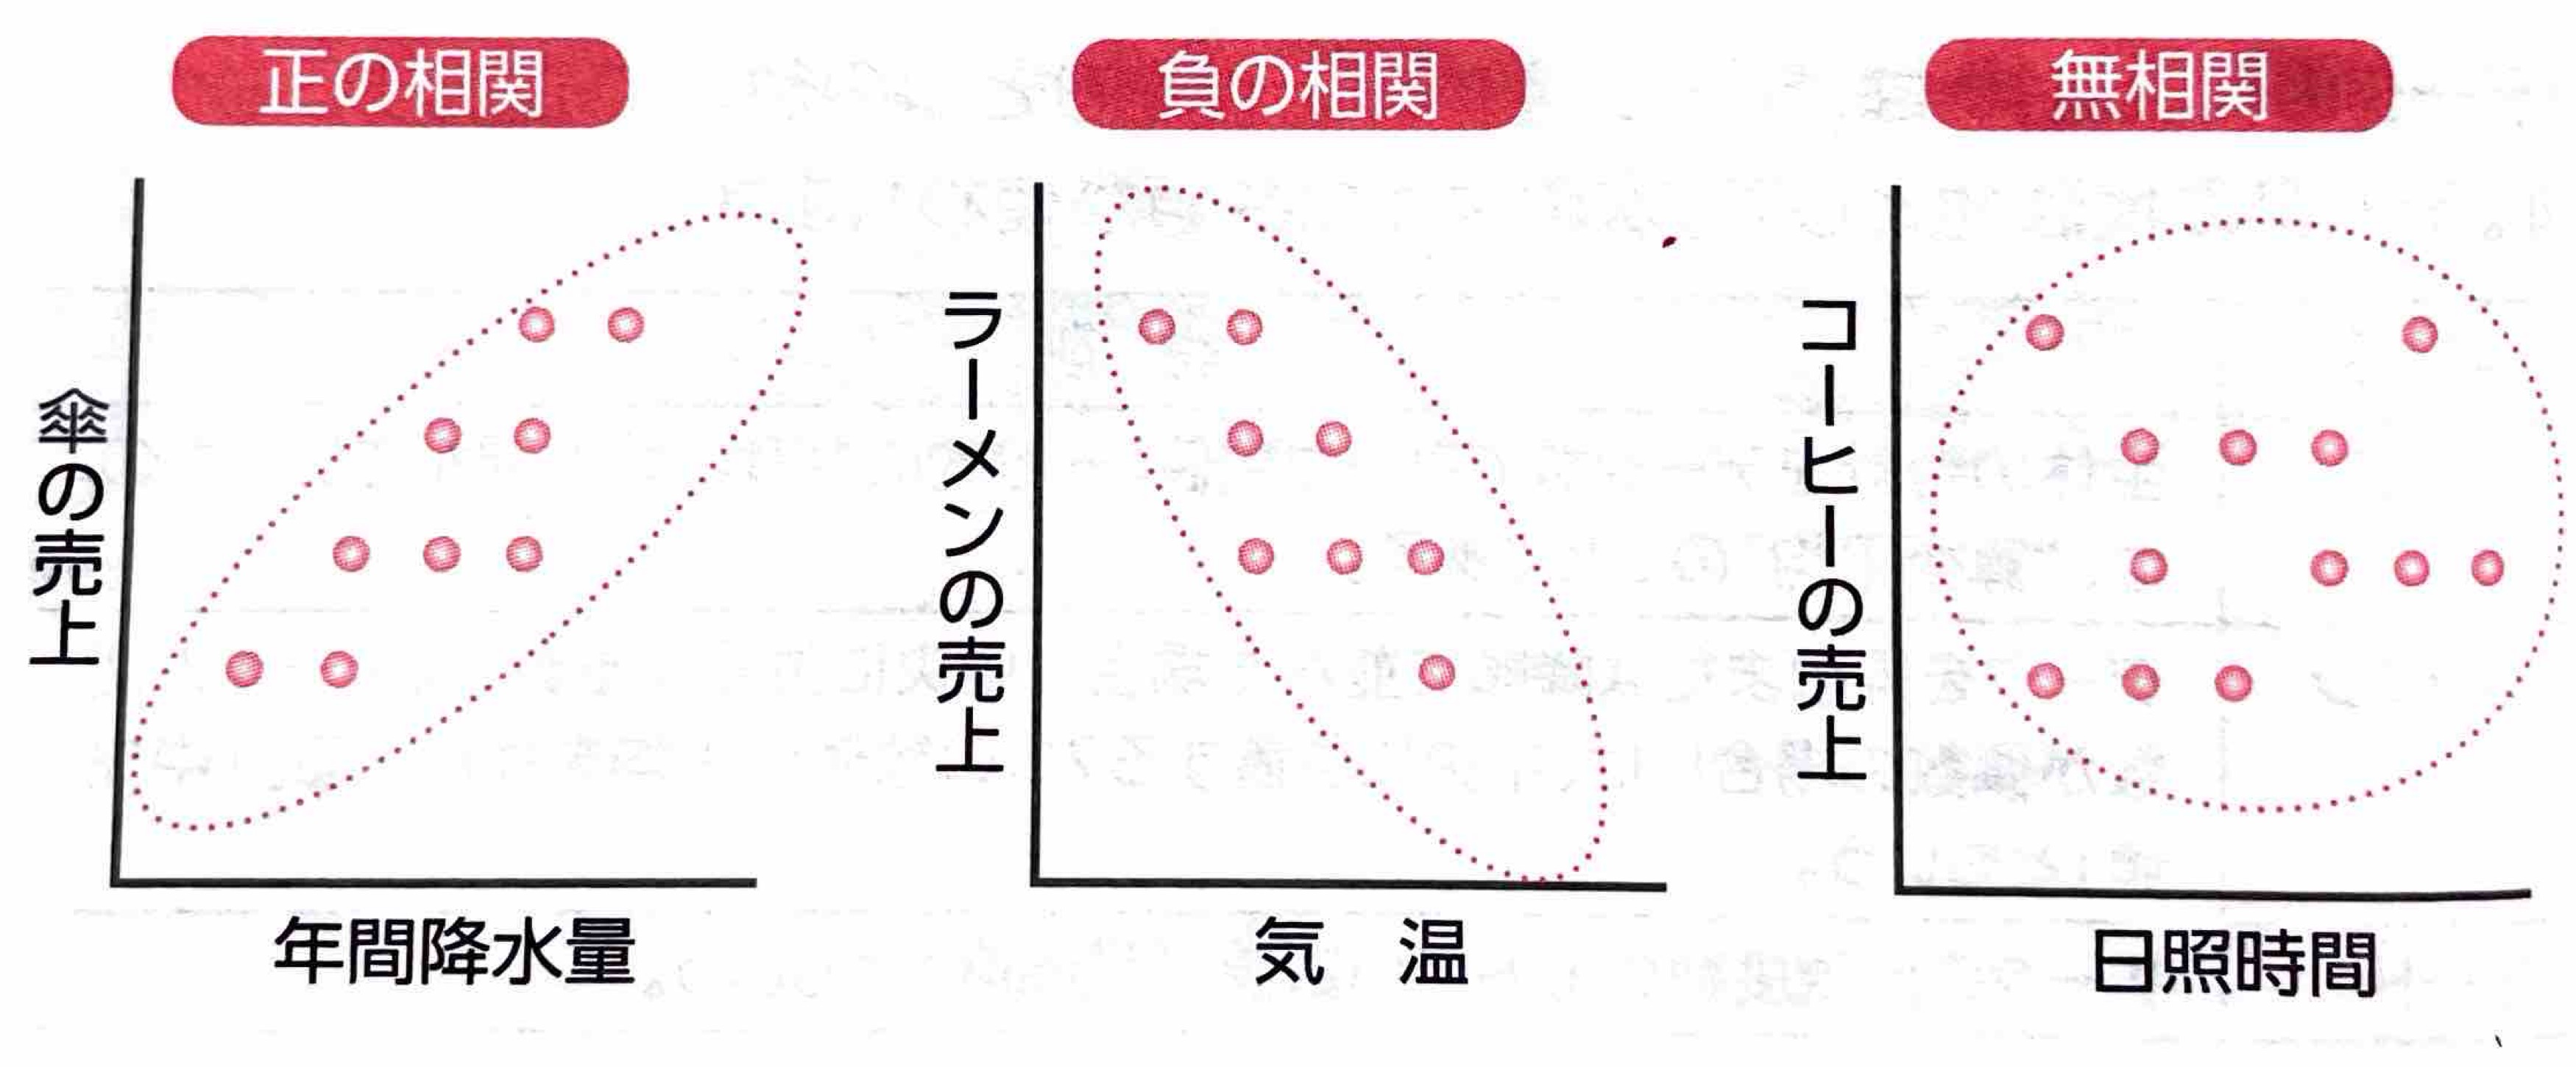 正の相関
負の相関
無相関
傘の売上
年間降水量
ラーメンの売上
気温
コーヒーの売上
日照時間